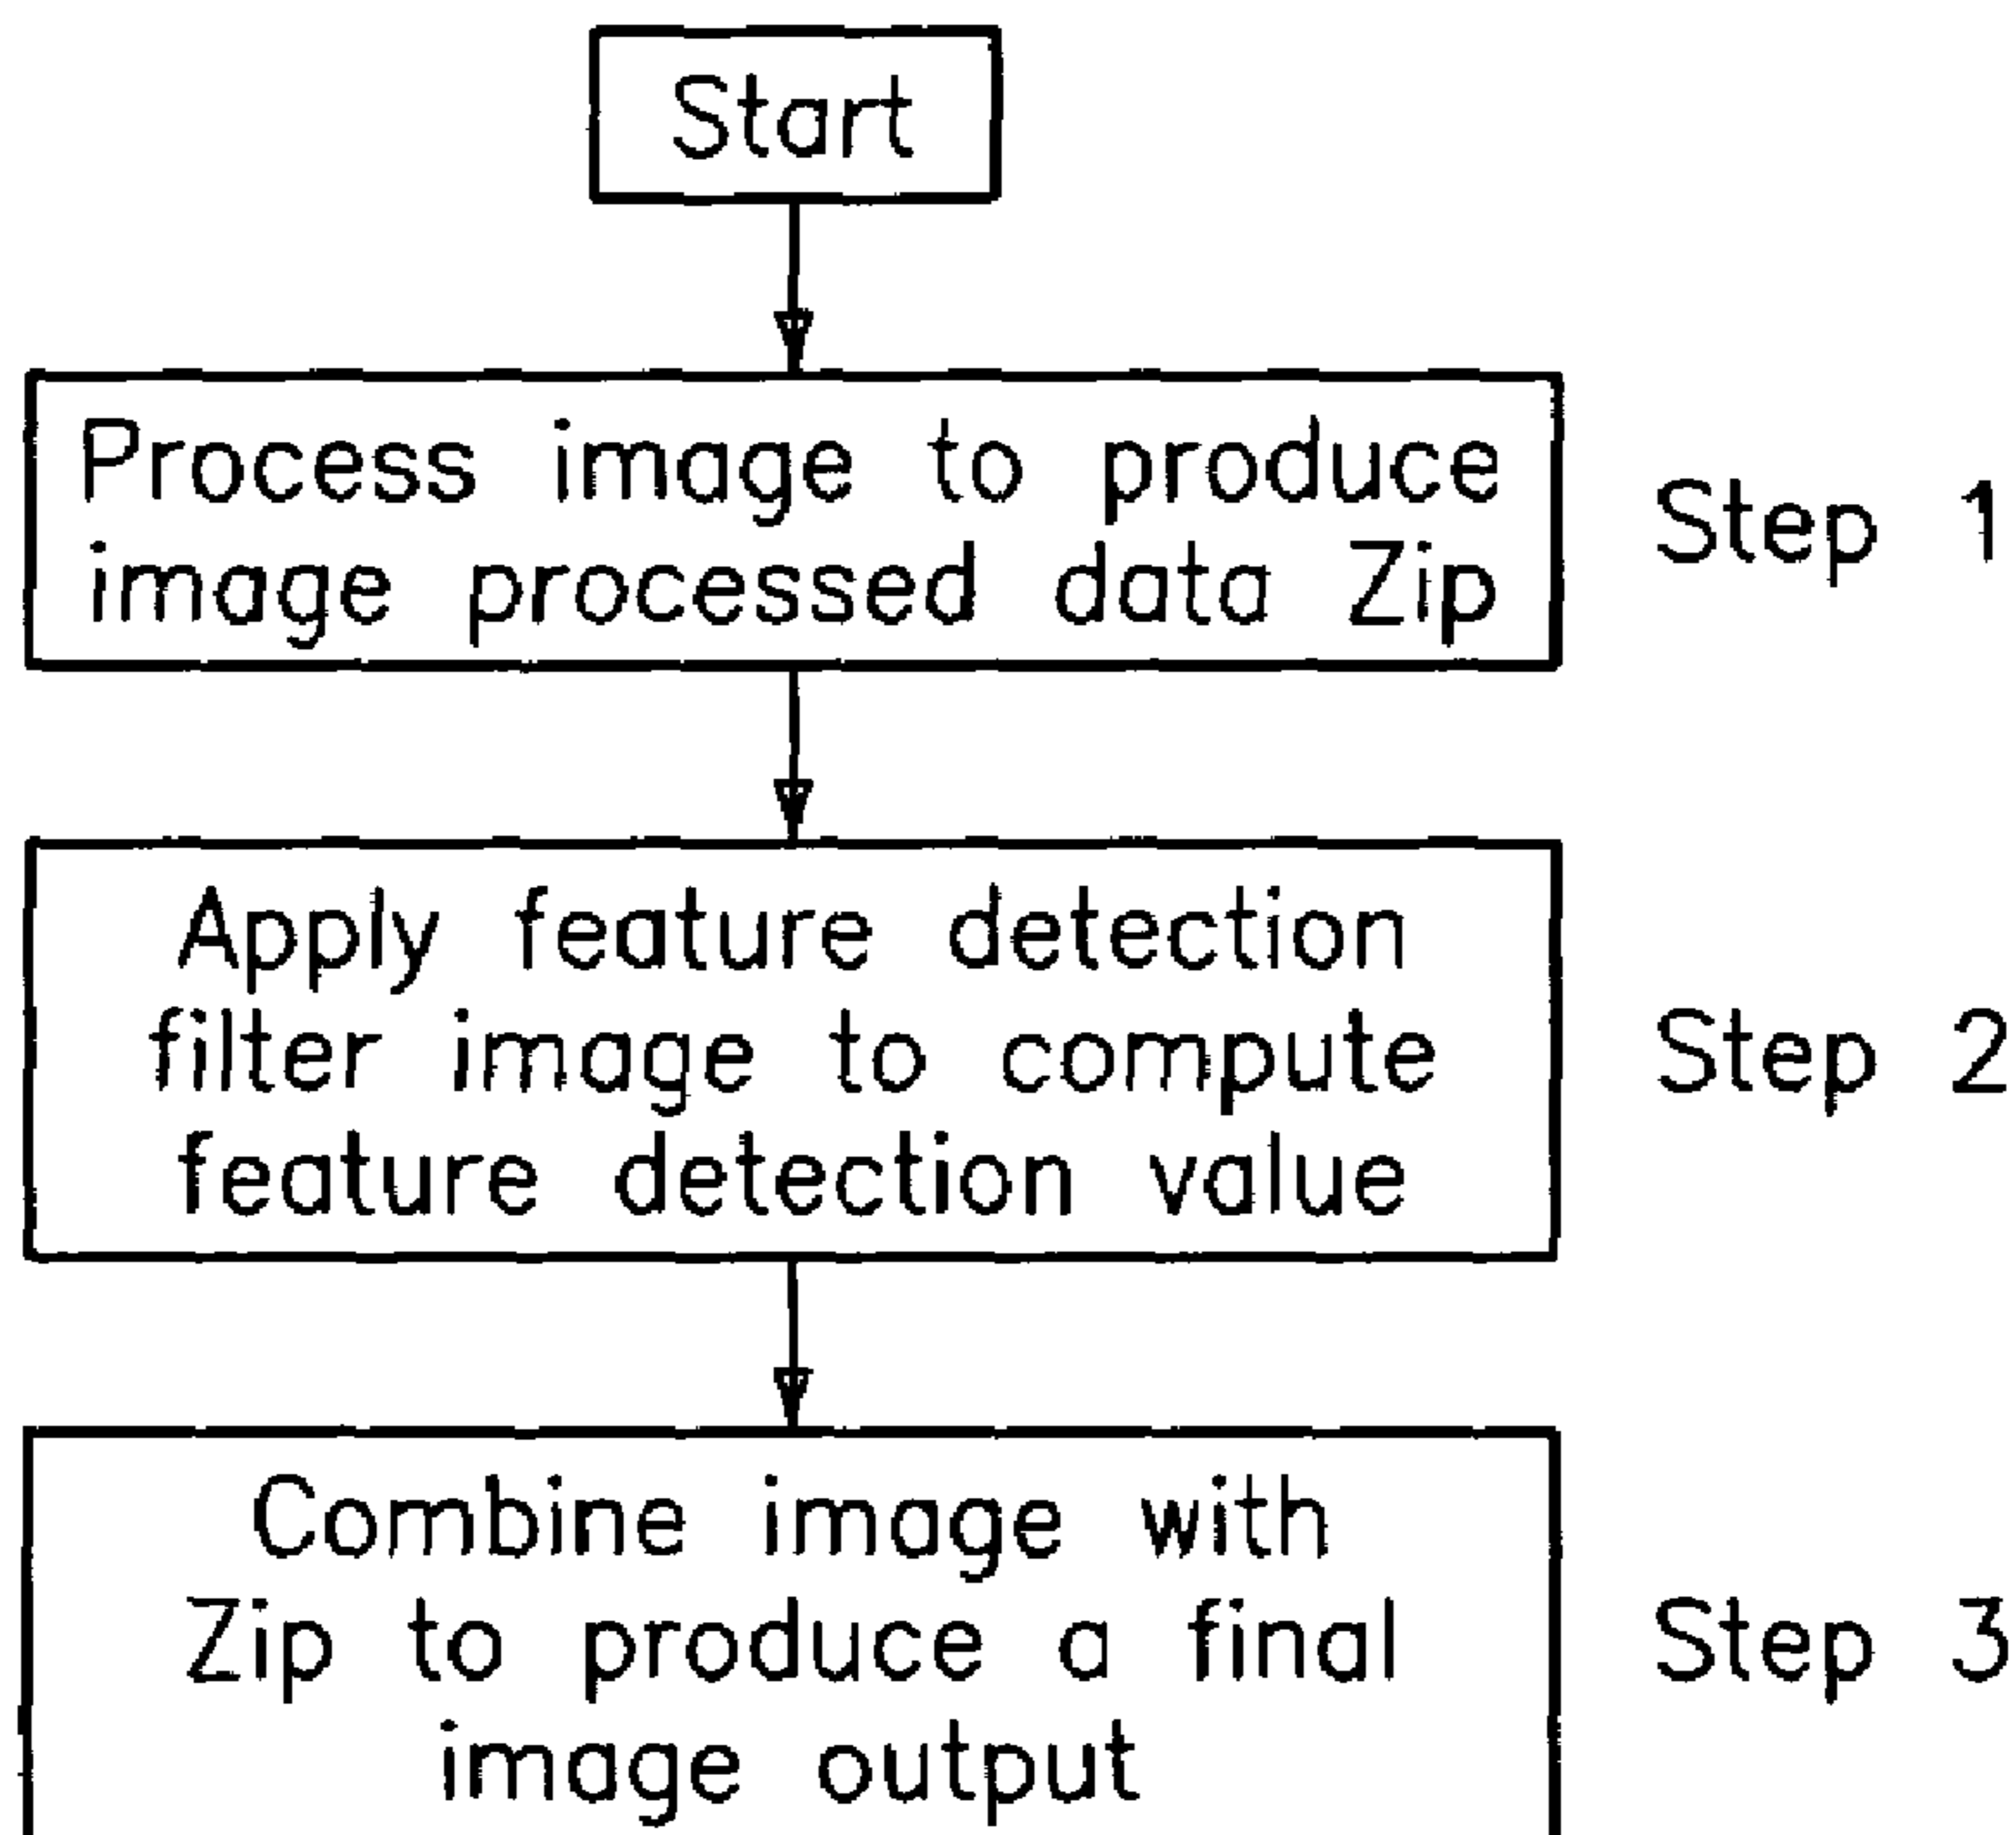 Start
Process image to produce
image processed data Zip
Step 1
Apply feature detection
filter image to compute
feature detection value
Step 2
Combine image with
Zip to produce a final
image output
Step 3